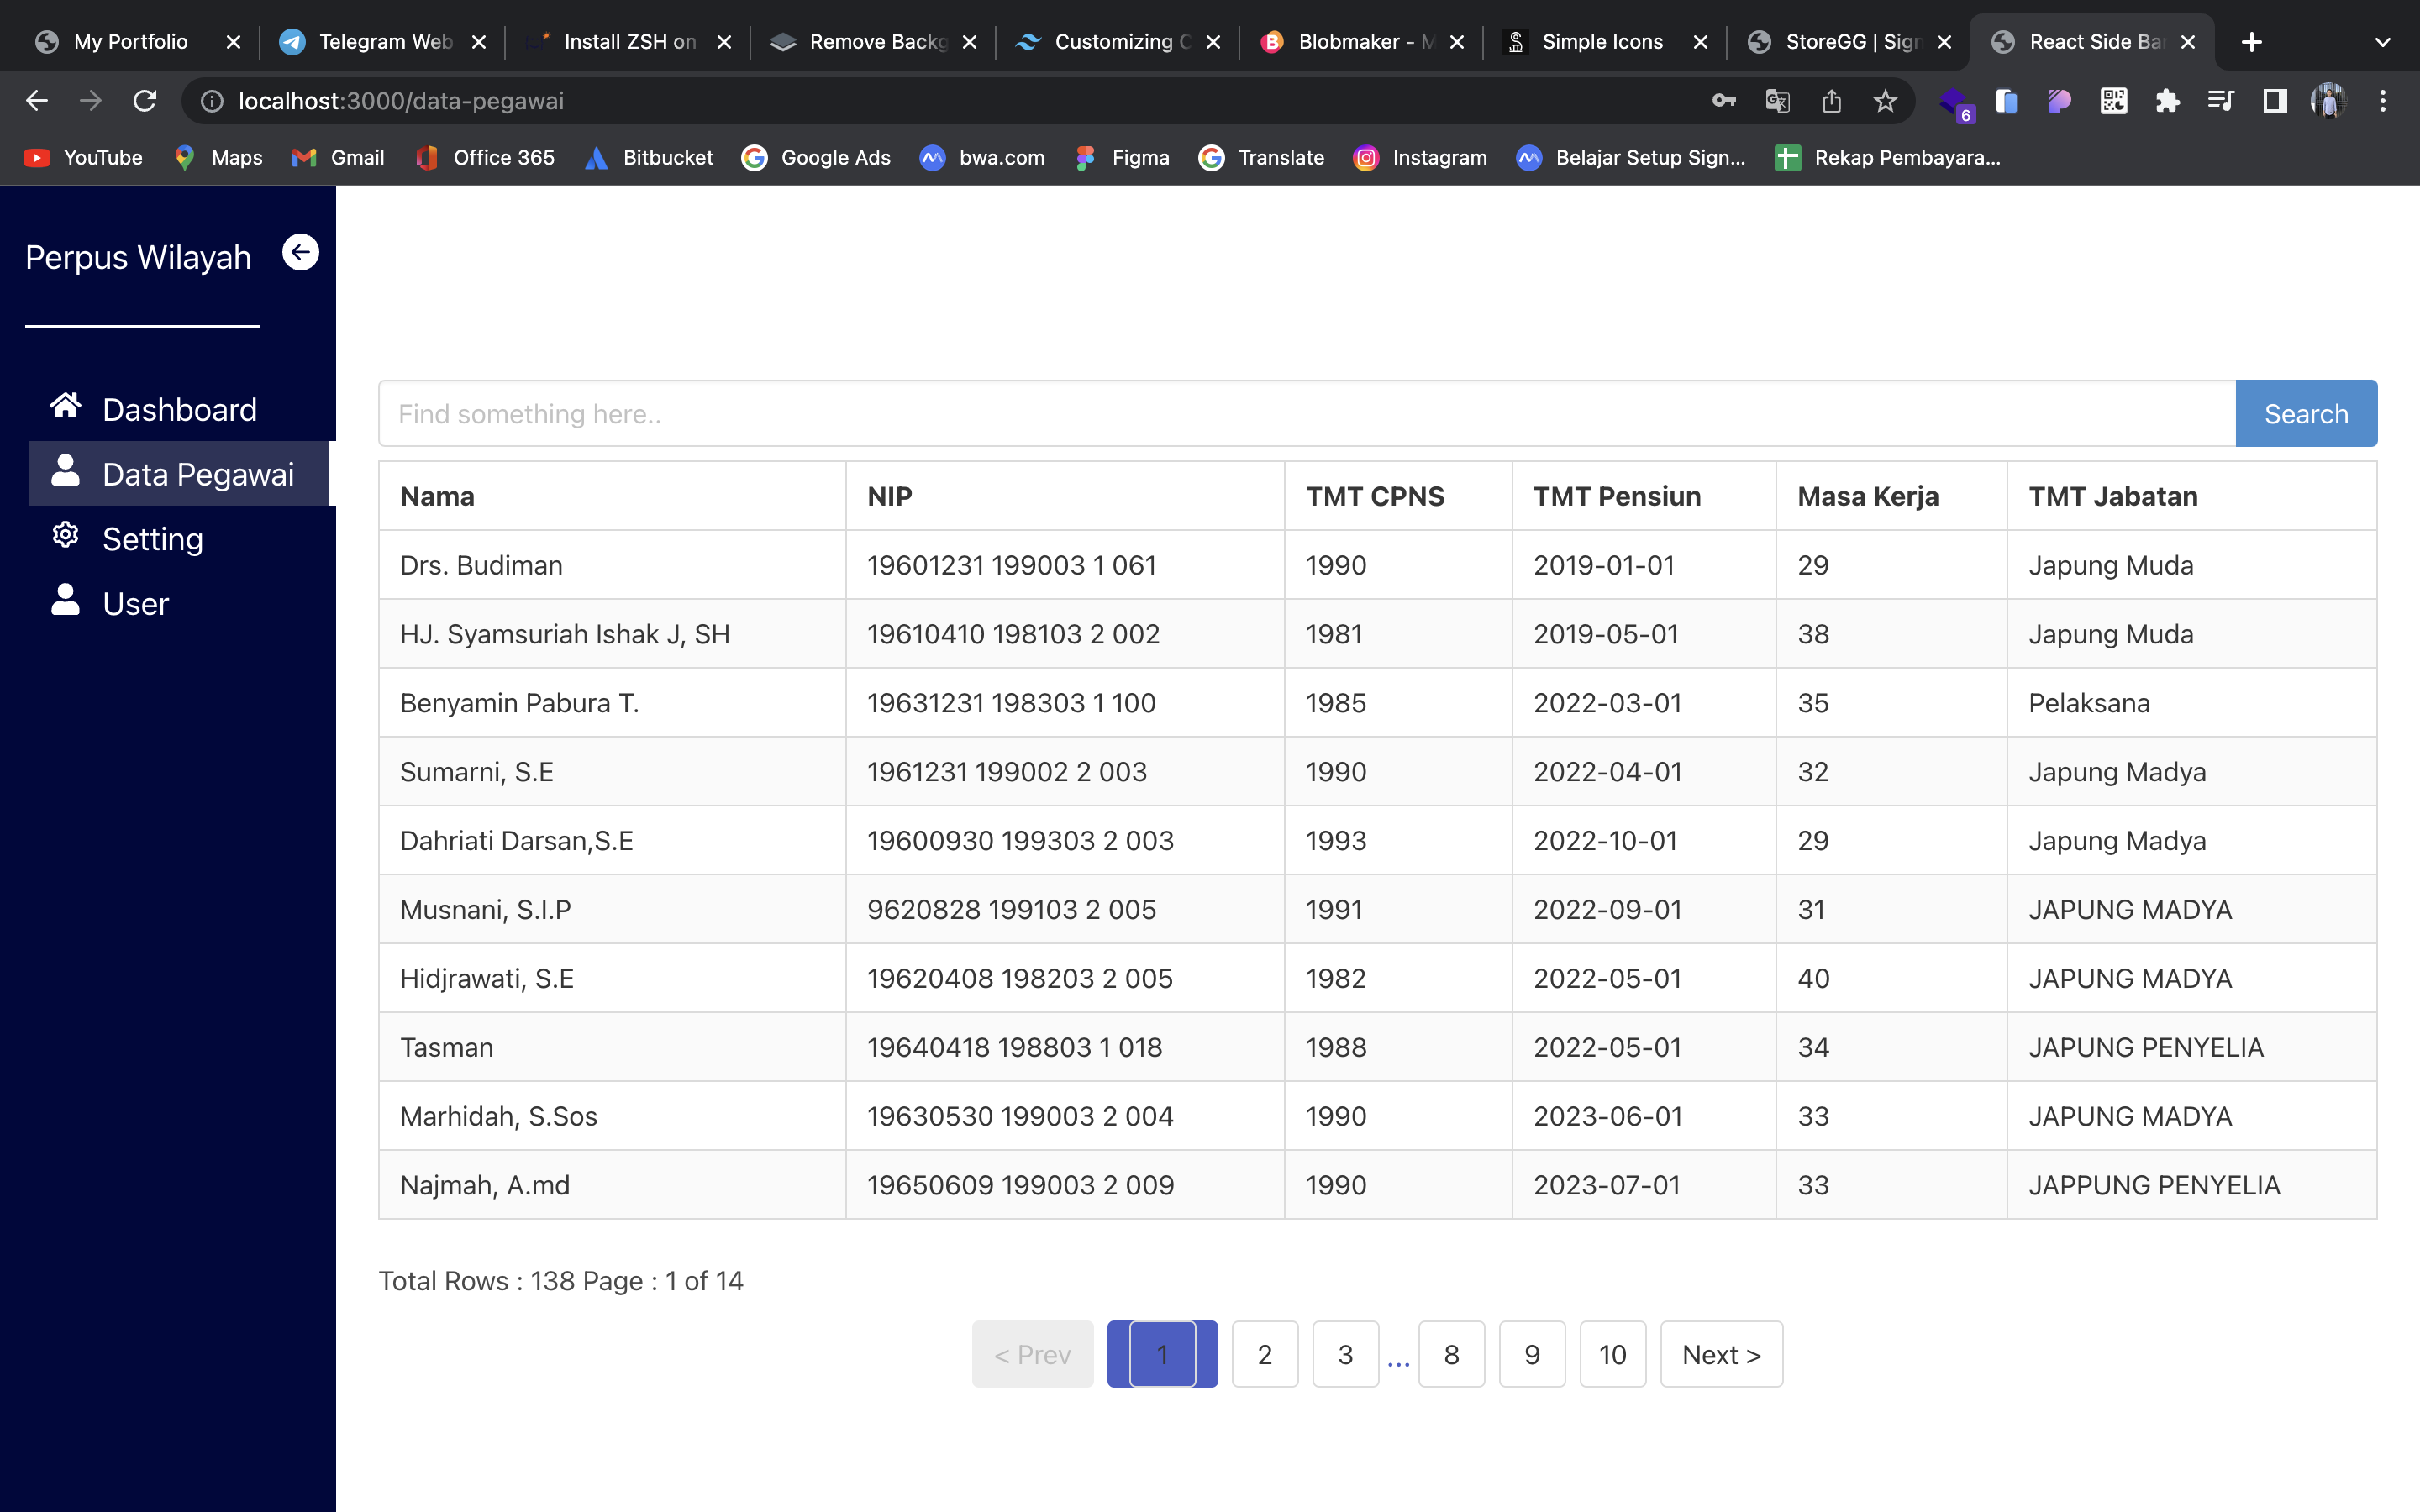 My Portfolio
Telegram Web
Install ZSH on
Remove Backg
Customizing C
Blobmaker - M
Simple Icons
StoreGG | Sign
React Side Bar
localhost:3000/data-pegawai
6
YouTube Maps Gmail Office 365 Bitbucket Google Ads bwa.com Figma Translate Instagram Belajar Setup Sign... Rekap Pembayara...
Perpus Wilayah
Dashboard
Data Pegawai
Setting
User
Find something here.. Search
Nama NIP TMT CPNS TMT Pensiun Masa Kerja TMT Jabatan
Drs. Budiman 19601231 199003 1 061 1990 2019-01-01 29 Japung Muda
HJ. Syamsuriah Ishak J, SH 19610410 198103 2 002 1981 2019-05-01 38 Japung Muda
Benyamin Pabura T. 19631231 198303 1 100 1985 2022-03-01 35 Pelaksana
Sumarni, S.E 1961231 199002 2 003 1990 2022-04-01 32 Japung Madya
Dahriati Darsan,S.E 19600930 199303 2 003 1993 2022-10-01 29 Japung Madya
Musnani, S.I.P 9620828 199103 2 005 1991 2022-09-01 31 JAPUNG MADYA
Hidjrawati, S.E 19620408 198203 2 005 1982 2022-05-01 40 JAPUNG MADYA
Tasman 19640418 198803 1 018 1988 2022-05-01 34 JAPUNG PENYELIA
Marhidah, S.Sos 19630530 199003 2 004 1990 2023-06-01 33 JAPUNG MADYA
Najmah, A.md 19650609 199003 2 009 1990 2023-07-01 33 JAPPUNG PENYELIA
Total Rows : 138 Page : 1 of 14
< Prev 1 2 3 ... 8 9 10 Next >